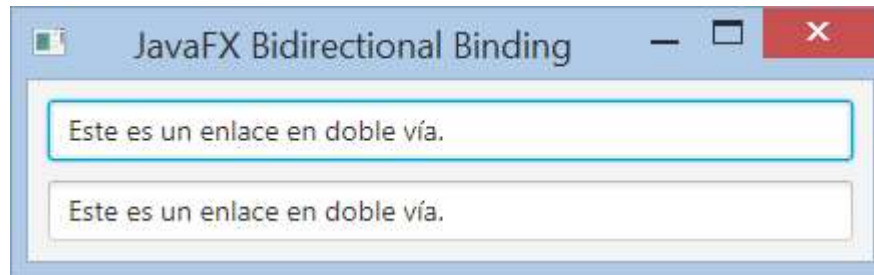 JavaFX Bidirectional Binding
Este es un enlace en doble vía.
Este es un enlace en doble vía.